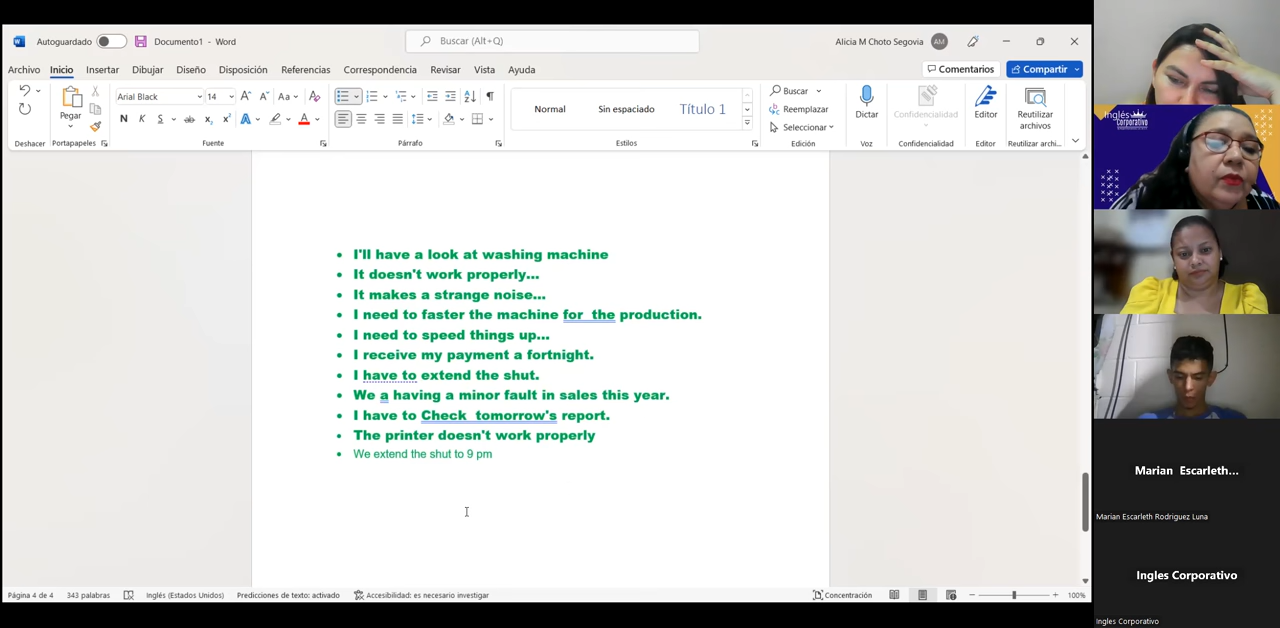 Autoguardado
Documento1 - Word
Buscar (Alt+Q)
Alicia M Choto Segovia
AM
Archivo Inicio Insertar Dibujar Diseño Disposición Referencias Correspondencia Revisar Vista Ayuda
Comentarios
Compartir
Pegar
Arial Black
14
Normal
Sin espaciado
Título 1
Buscar
Reemplazar
Seleccionar
Dictar
Confidencialidad
Editor
Reutilizar archivos
Deshacer
Portapapeles
Fuente
Párrafo
Estilos
Edición
Voz
Confidencialidad
Editor
Reutilizar archi...
• I'll have a look at washing machine
• It doesn't work properly...
• It makes a strange noise...
• I need to faster the machine for the production.
• I need to speed things up...
• I receive my payment a fortnight.
• I have to extend the shut.
• We a having a minor fault in sales this year.
• I have to Check tomorrow's report.
• The printer doesn't work properly
• We extend the shut to 9 pm
Página 4 de 4
343 palabras
Inglés (Estados Unidos)
Predicciones de texto: activado
Accesibilidad: es necesario investigar
Concentración
100%
Inglés
Corporativo
Marian Escarleth...
Marian Escarleth Rodriguez Luna
Ingles Corporativo
Ingles Corporativo